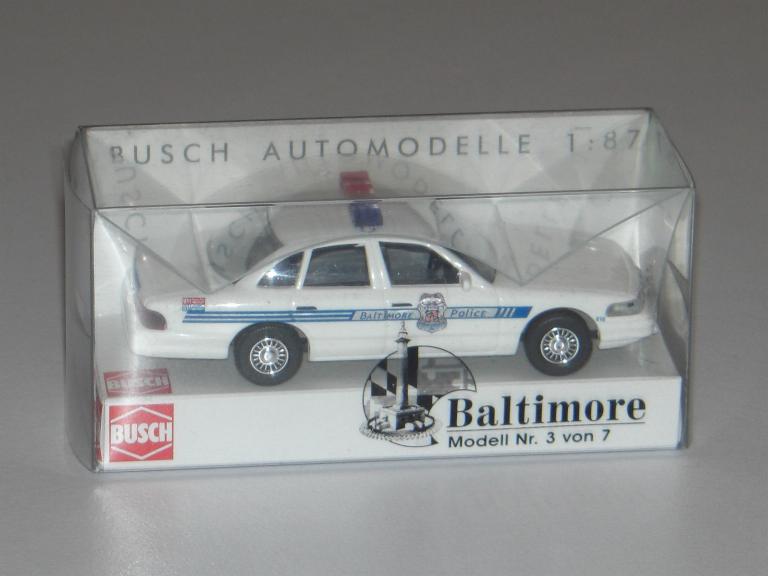 BUSCH AUTOMODELLE 1:87
BALTIMORE POLICE
BUSCH
BUSCH
Baltimore
Modell Nr. 3 von 7